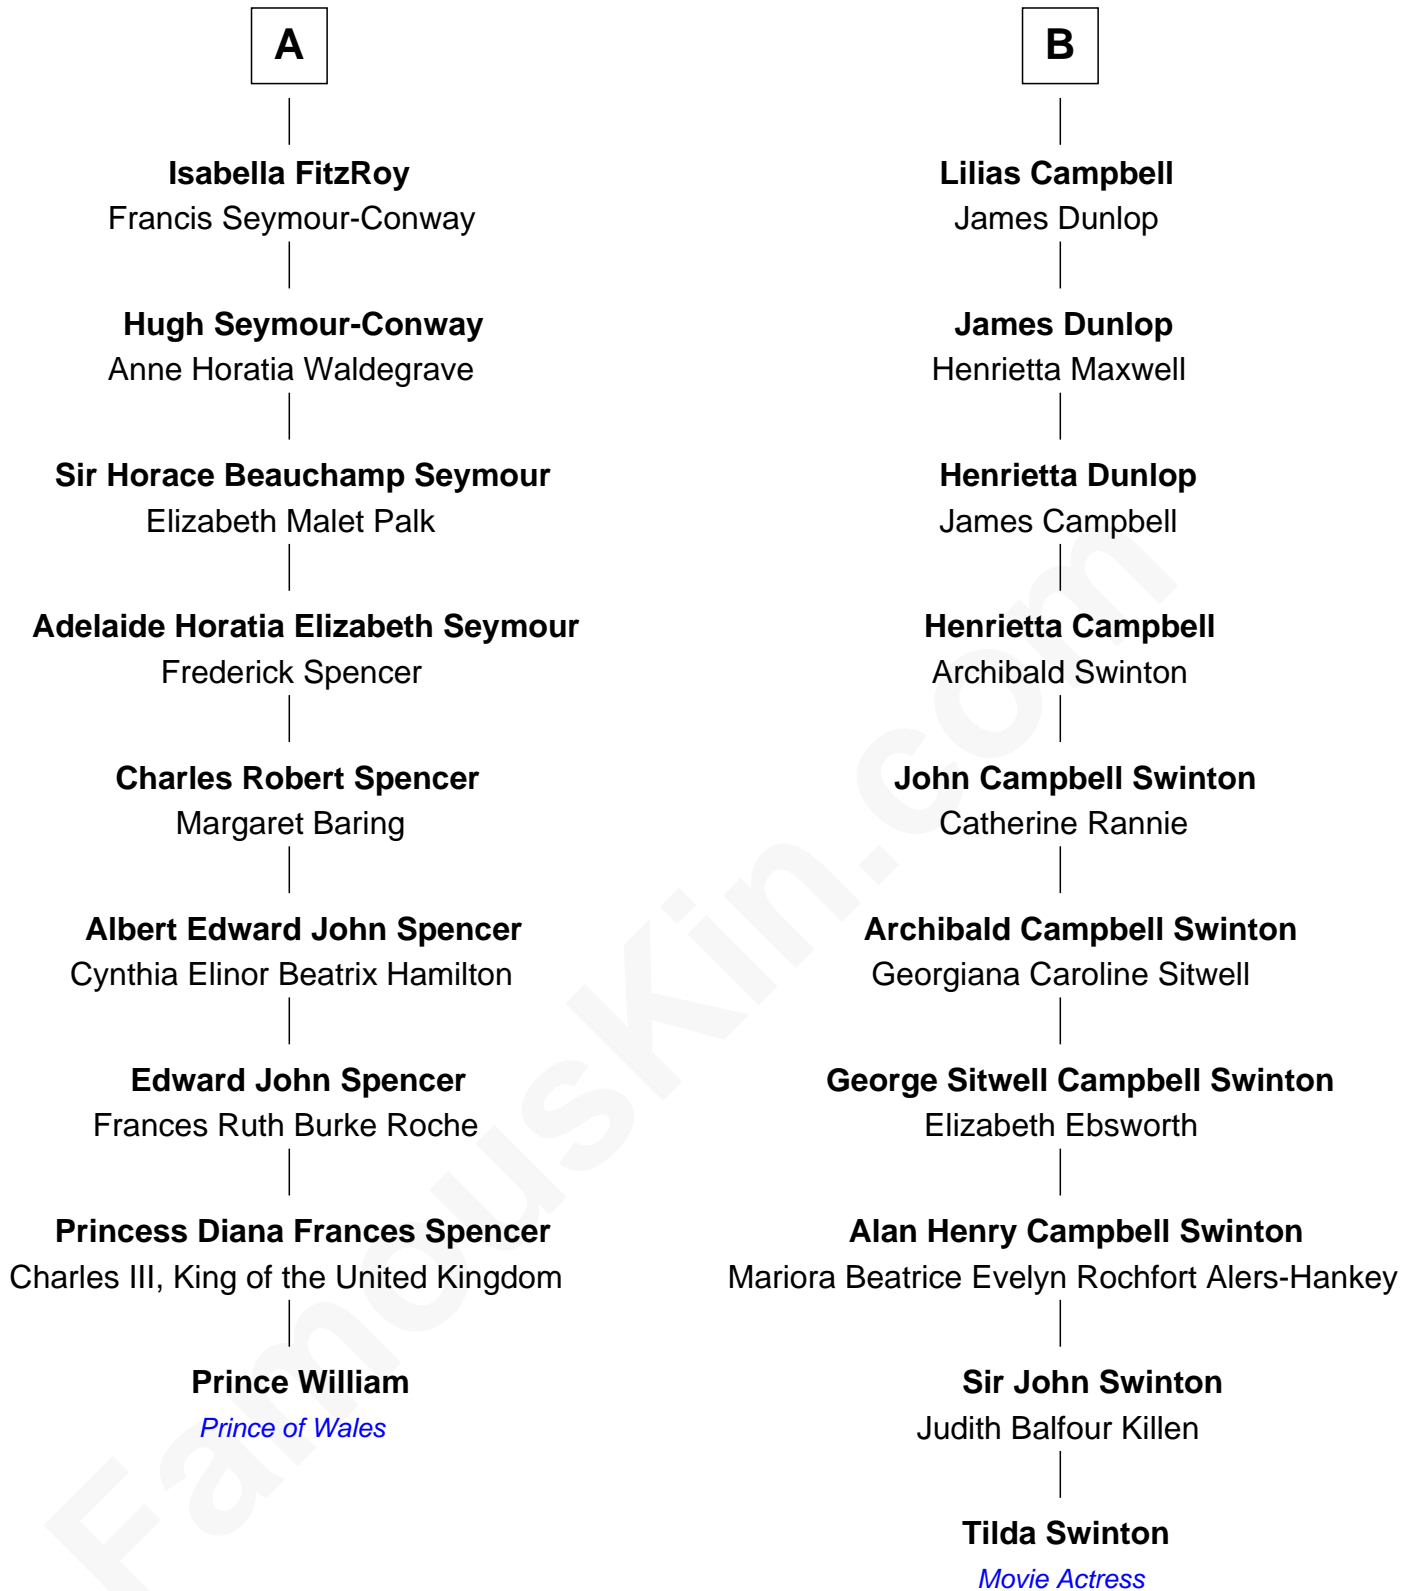 A
Isabella FitzRoy
Francis Seymour-Conway
Hugh Seymour-Conway
Anne Horatia Waldegrave
Sir Horace Beauchamp Seymour
Elizabeth Malet Palk
Adelaide Horatia Elizabeth Seymour
Frederick Spencer
Charles Robert Spencer
Margaret Baring
Albert Edward John Spencer
Cynthia Elinor Beatrix Hamilton
Edward John Spencer
Frances Ruth Burke Roche
Princess Diana Frances Spencer
Charles III, King of the United Kingdom
Prince William
Prince of Wales
B
Lilias Campbell
James Dunlop
James Dunlop
Henrietta Maxwell
Henrietta Dunlop
James Campbell
Henrietta Campbell
Archibald Swinton
John Campbell Swinton
Catherine Rannie
Archibald Campbell Swinton
Georgiana Caroline Sitwell
George Sitwell Campbell Swinton
Elizabeth Ebsworth
Alan Henry Campbell Swinton
Mariora Beatrice Evelyn Rochfort Alers-Hankey
Sir John Swinton
Judith Balfour Killen
Tilda Swinton
Movie Actress
FamousKin.com